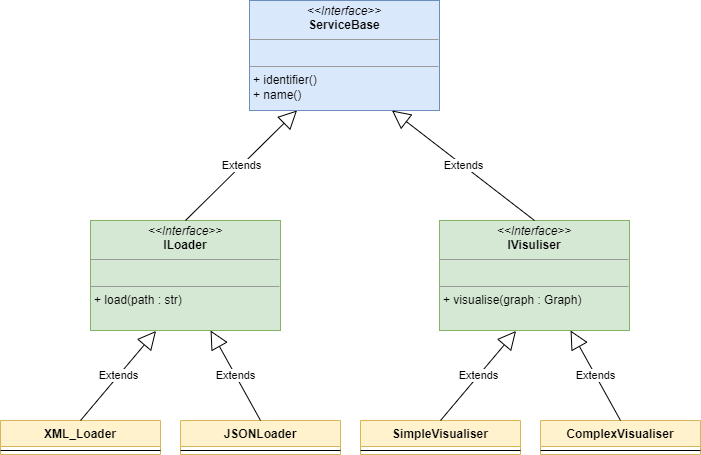 <<Interface>>
ServiceBase
+ identifier()
+ name()
Extends
Extends
<<Interface>>
ILoader
+ load(path : str)
<<Interface>>
IVisuliser
+ visualise(graph : Graph)
Extends
Extends
Extends
Extends
XML_Loader
JSONLoader
SimpleVisualiser
ComplexVisualiser